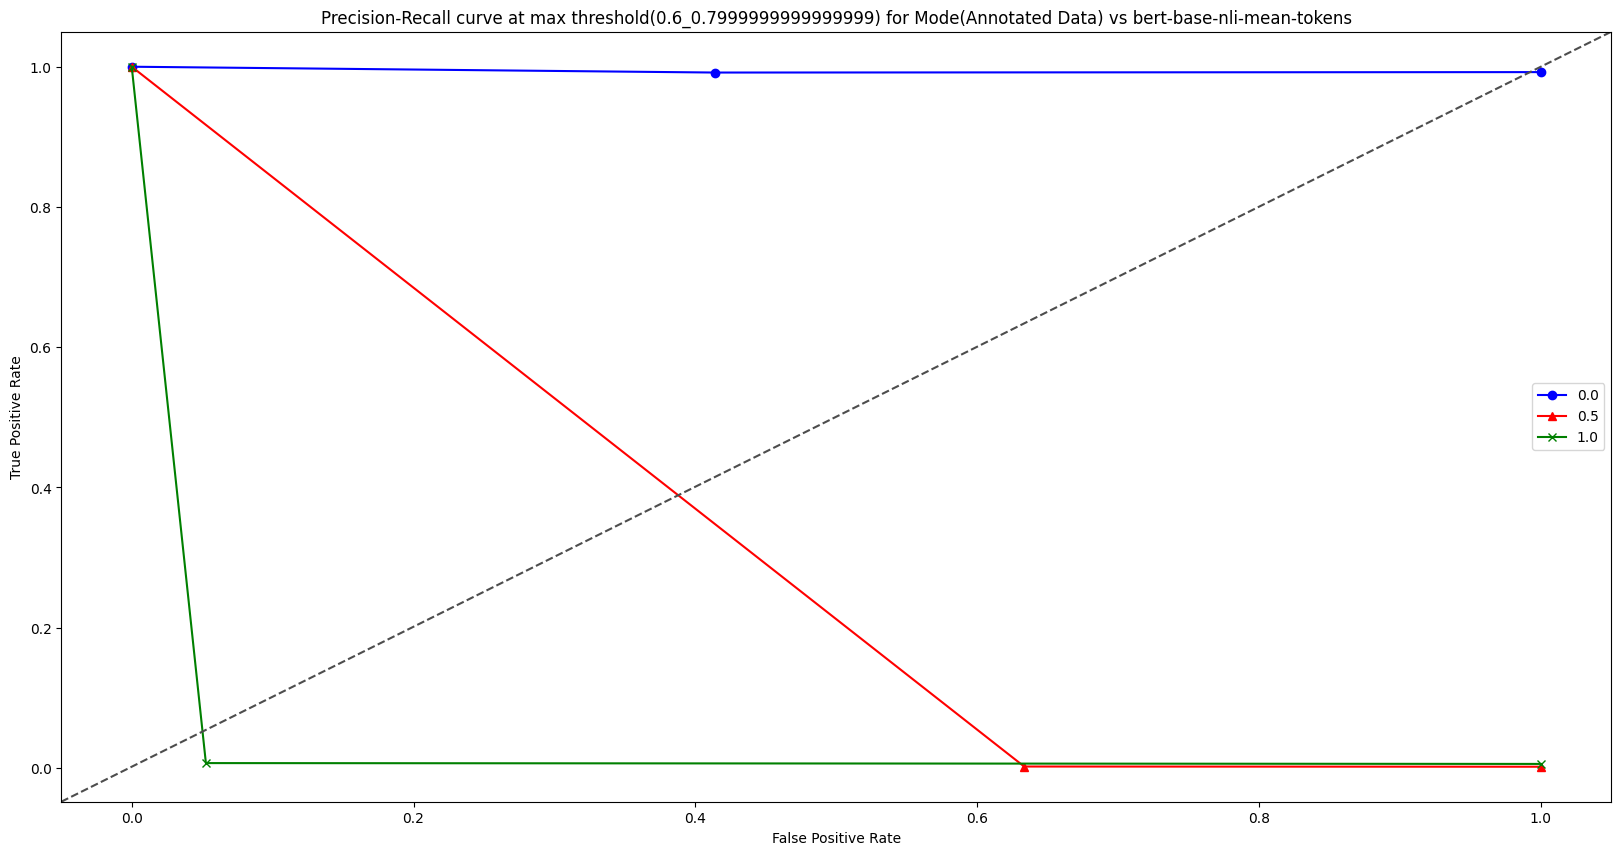 Precision-Recall curve at max threshold(0.6_0.7999999999999999) for Mode(Annotated Data) vs bert-base-nli-mean-tokens
1.0
0.8
0.6
0.4
0.2
0.0
True Positive Rate
0.0
0.5
1.0
0.0 0.2 0.4 0.6 0.8 1.0
False Positive Rate